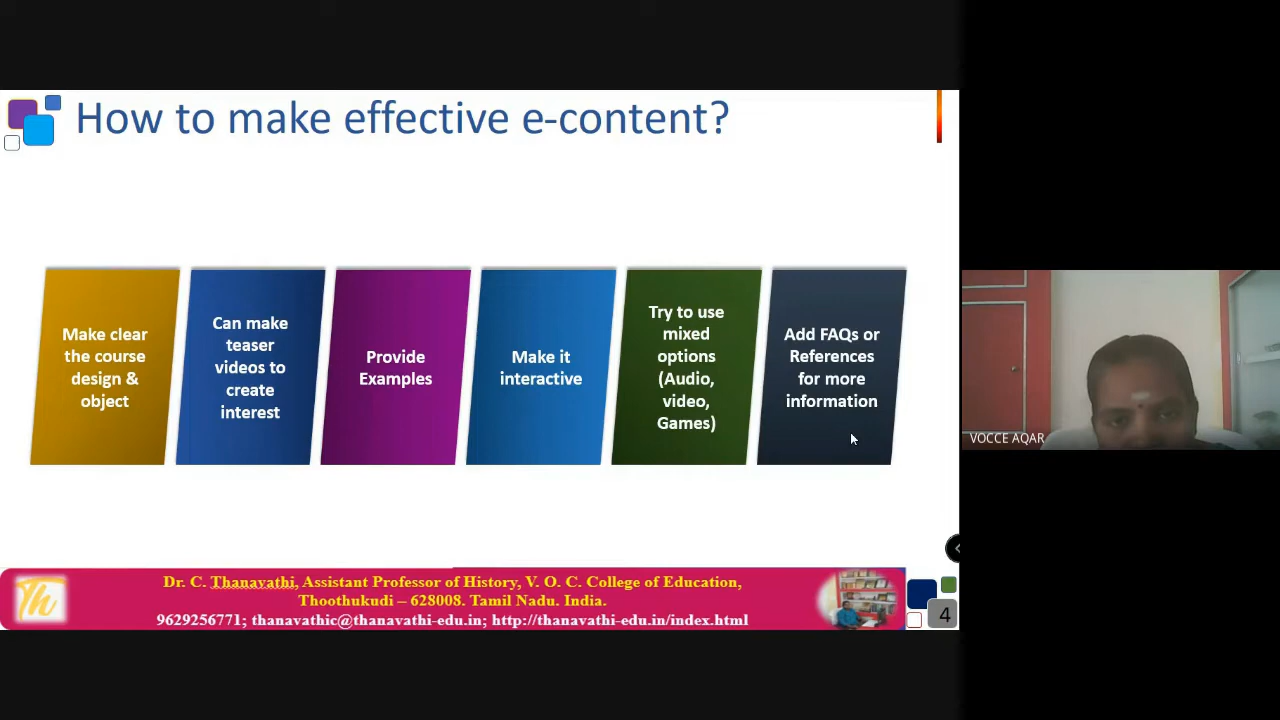 How to make effective e-content?
Make clear
the course
design &
object
Can make
teaser
videos to
create
interest
Provide
Examples
Make it
interactive
Try to use
mixed
options
(Audio,
video,
Games)
Add FAQs or
References
for more
information
VOCCE AQAR
Th
Dr. C. Thanavathi, Assistant Professor of History, V. O. C. College of Education,
Thoothukudi – 628008. Tamil Nadu. India.
9629256771; thanavathic@thanavathi-edu.in; http://thanavathi-edu.in/index.html
4